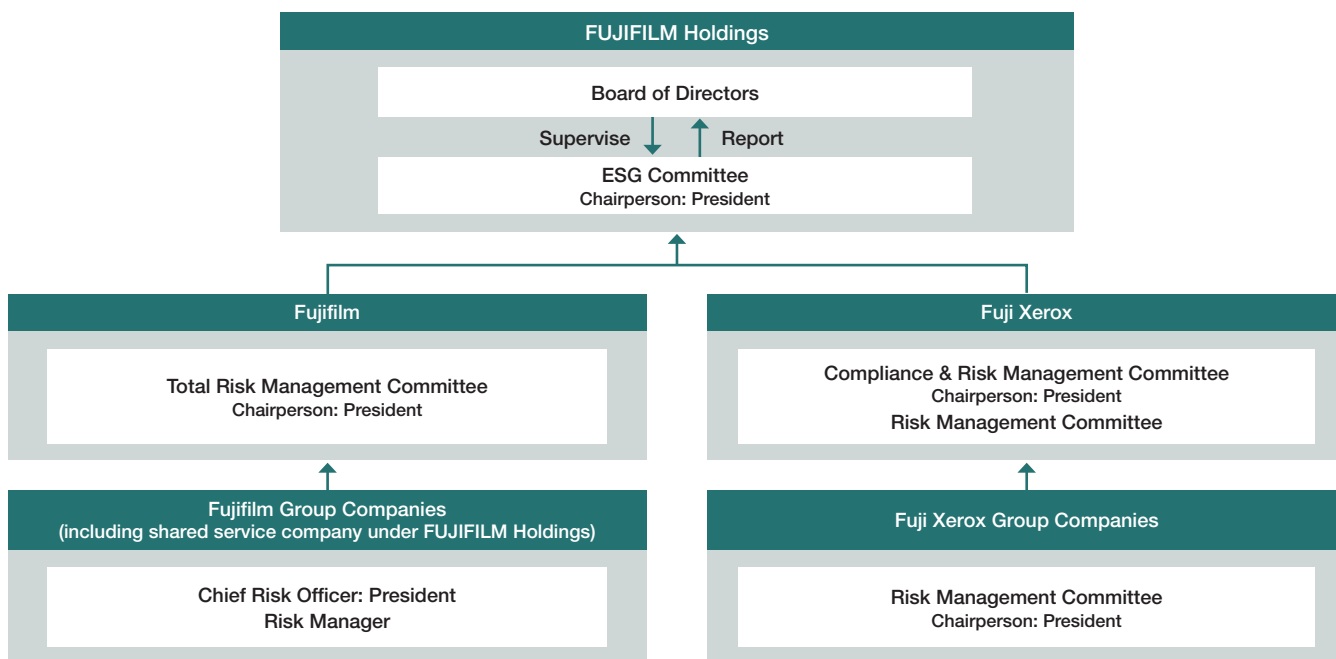 FUJIFILM Holdings
Board of Directors
Supervise
Report
ESG Committee
Chairperson: President
Fujifilm
Total Risk Management Committee
Chairperson: President
Fuji Xerox
Compliance & Risk Management Committee
Chairperson: President
Risk Management Committee
Fujifilm Group Companies
(including shared service company under FUJIFILM Holdings)
Chief Risk Officer: President
Risk Manager
Fuji Xerox Group Companies
Risk Management Committee
Chairperson: President